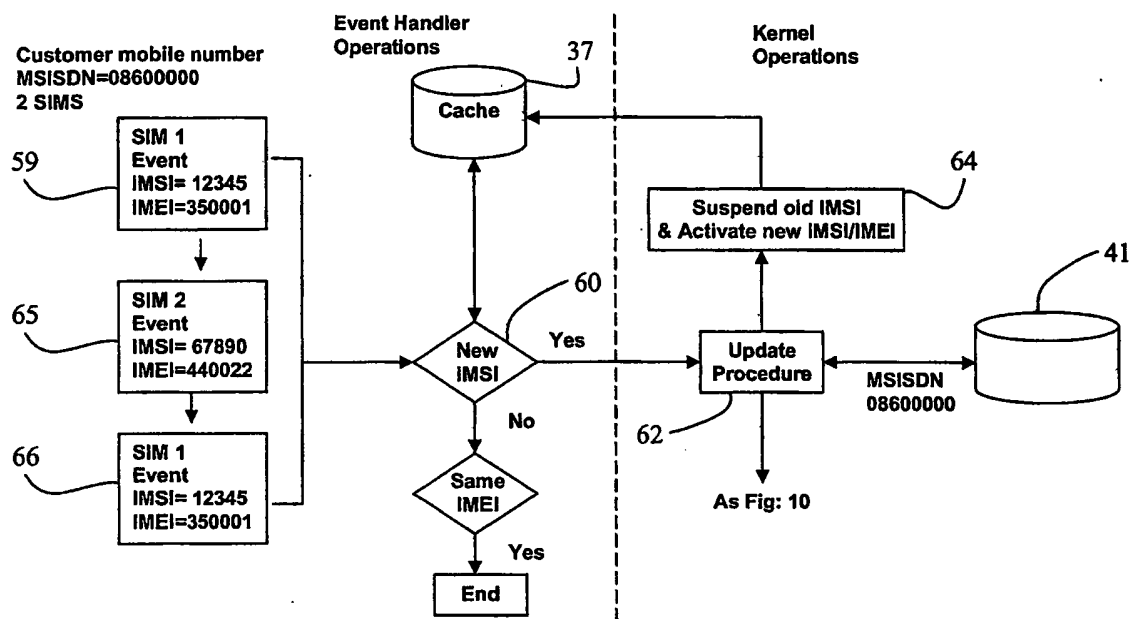 Event Handler
Operations
Kernel
Operations
Customer mobile number
MSISDN=08600000
2 SIMS
37
Cache
59
SIM 1
Event
IMSI= 12345
IMEI=350001
64
Suspend old IMSI
& Activate new IMSI/IMEI
41
65
SIM 2
Event
IMSI= 67890
IMEI=440022
60
New
IMSI
Yes
Update
Procedure
MSISDN
08600000
No
62
66
SIM 1
Event
IMSI= 12345
IMEI=350001
Same
IMEI
As Fig: 10
Yes
End